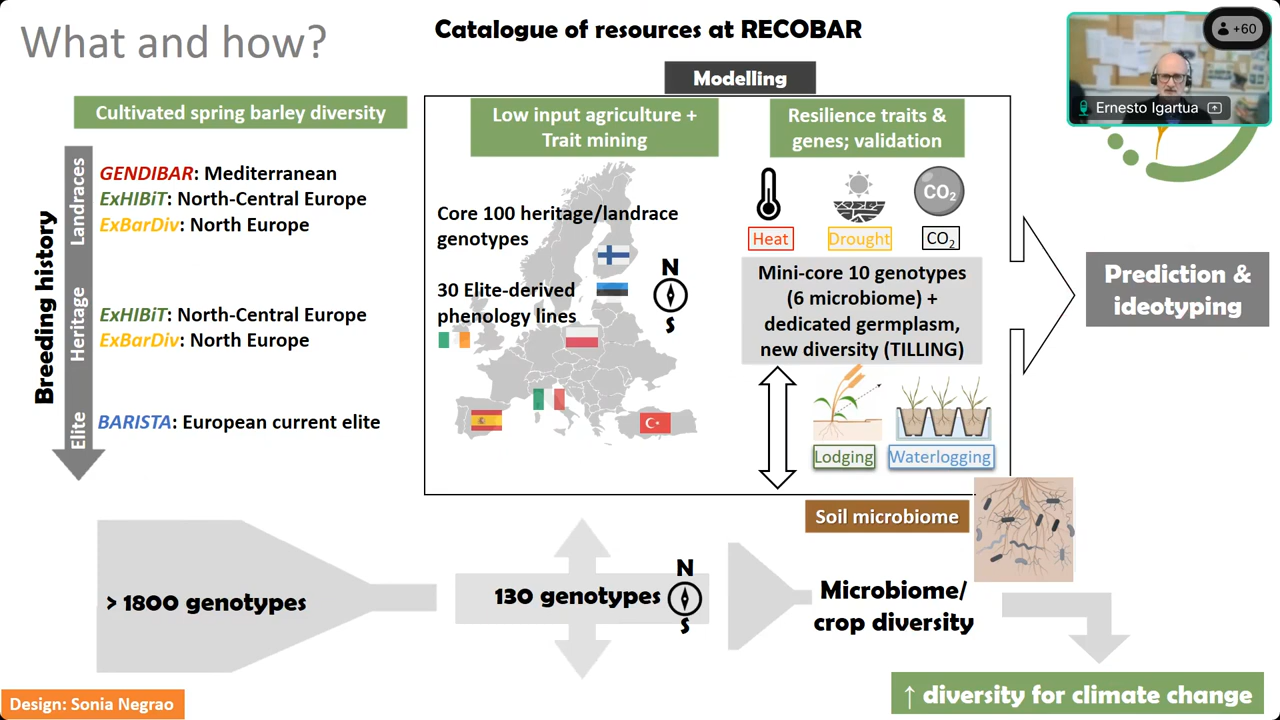 What and how?
Catalogue of resources at RECOBAR
+60
Ernesto Igartua
Modelling
Cultivated spring barley diversity
Low input agriculture +
Trait mining
Resilience traits &
genes; validation
Breeding history
Landraces
GENDIBAR: Mediterranean
ExHIBiT: North-Central Europe
ExBarDiv: North Europe
Heritage
ExHIBiT: North-Central Europe
ExBarDiv: North Europe
Elite
BARISTA: European current elite
Core 100 heritage/landrace
genotypes
30 Elite-derived
phenology lines
N
S
CO2
Heat
Drought
CO2
Mini-core 10 genotypes
(6 microbiome) +
dedicated germplasm,
new diversity (TILLING)
Lodging
Waterlogging
Prediction &
ideotyping
Soil microbiome
> 1800 genotypes
130 genotypes
N
S
Microbiome/
crop diversity
↑ diversity for climate change
Design: Sonia Negrao